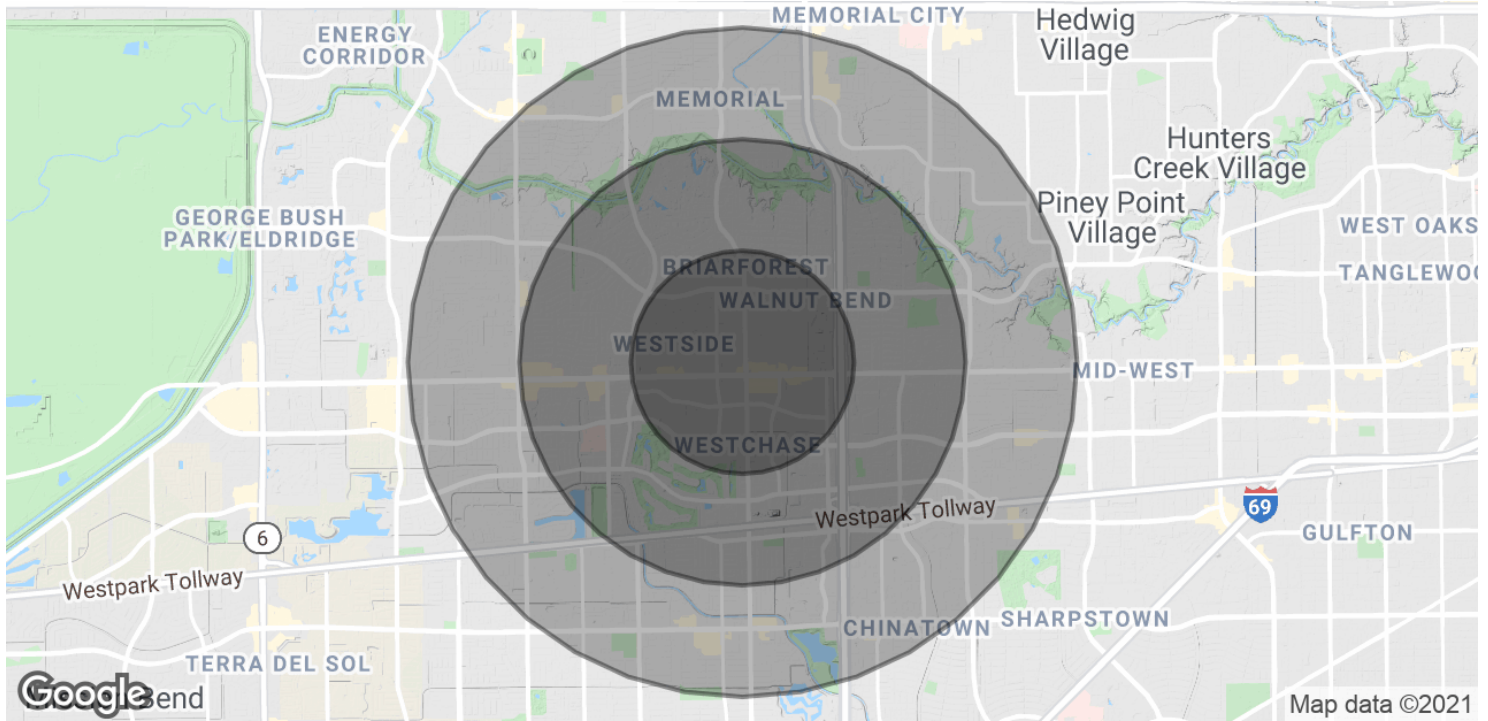 MEMORIAL CITY
Hedwig
Village
ENERGY
CORRIDOR
MEMORIAL
Hunters
Creek Village
Piney Point
Village
GEORGE BUSH
PARK/ELDRIDGE
WEST OAKS
BRIARFOREST
TANGLEWOO
WALNUT BEND
WESTSIDE
MID-WEST
WESTCHASE
69
Westpark Tollway
GULFTON
6
Westpark Tollway
CHINATOWN
SHARPSTOWN
TERRA DEL SOL
Google
Bend
Map data ©2021